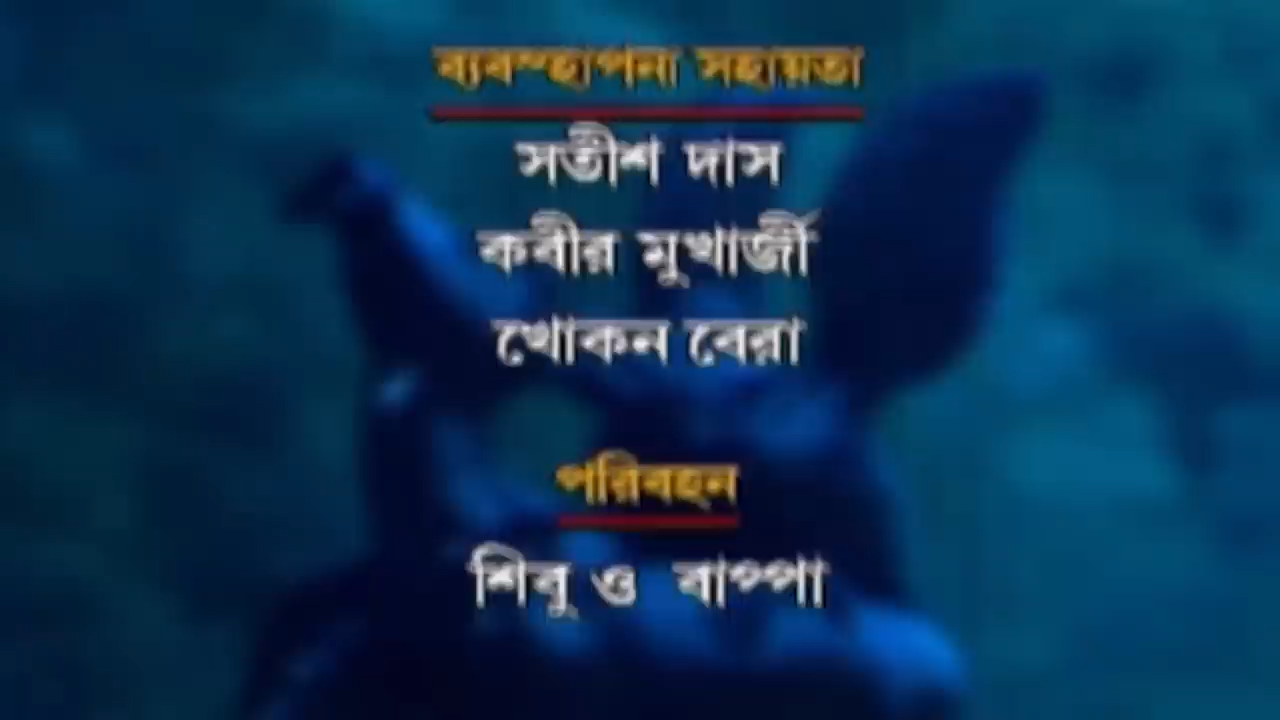 ব্যবস্হাপনা সহায়তা
সতীশ দাস
কবীর মুখার্জী
খোকন বেরা
পরিবহন
শিবু ও বাপ্পা